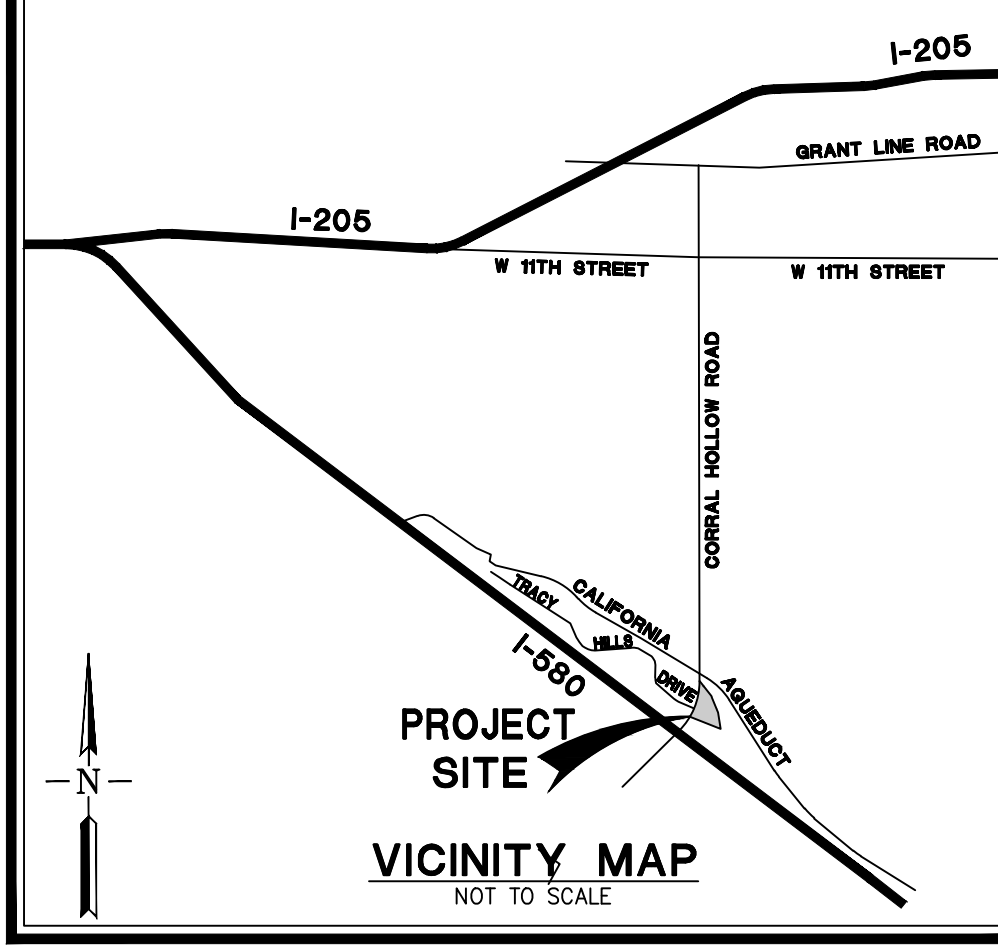 I-205
GRANT LINE ROAD
I-205
W 11TH STREET
W 11TH STREET
CORRAL HOLLOW ROAD
TRACY
HILLS
DRIVE
CALIFORNIA
AQUEDUCT
I-580
PROJECT
SITE
N
VICINITY MAP
NOT TO SCALE